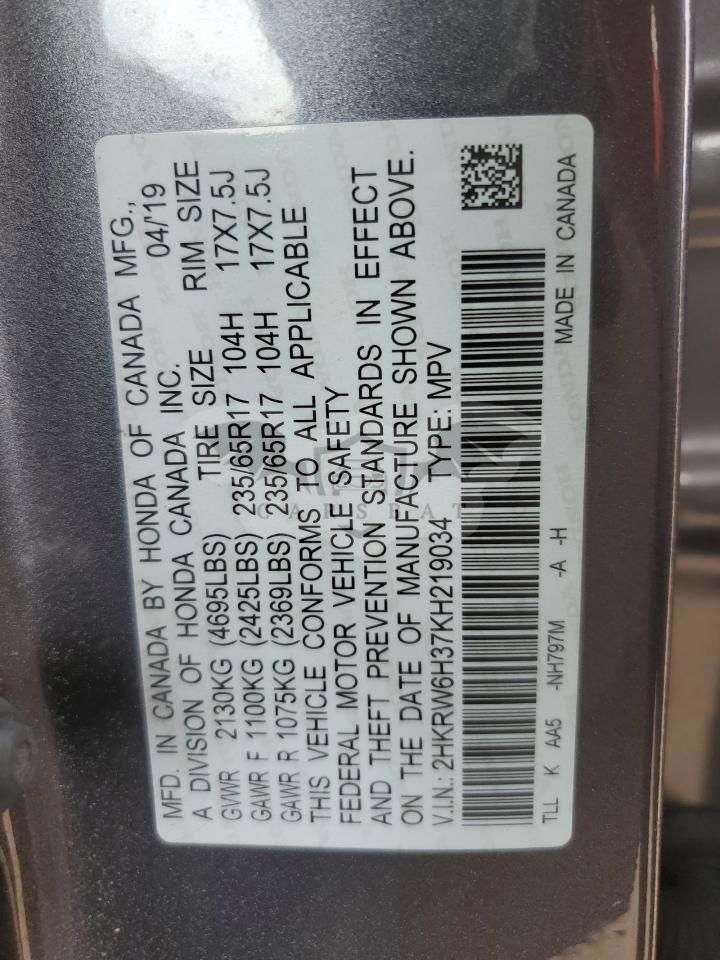 MFD. IN CANADA BY HONDA OF CANADA MFG.,
A DIVISION OF HONDA CANADA INC. 04/'19
GVWR 2130KG (4695LBS) TIRE SIZE RIM SIZE
GAWR F 1100KG (2425LBS) 235/65R17 104H 17X7.5J
GAWR R 1075KG (2369LBS) 235/65R17 104H 17X7.5J
THIS VEHICLE CONFORMS TO ALL APPLICABLE
FEDERAL MOTOR VEHICLE SAFETY
AND THEFT PREVENTION STANDARDS IN EFFECT
ON THE DATE OF MANUFACTURE SHOWN ABOVE.
V.I.N.: 2HKRW6H37KH219034 TYPE: MPV
TLL K AA5 -NH797M -A -H MADE IN CANADA
CARSBAT